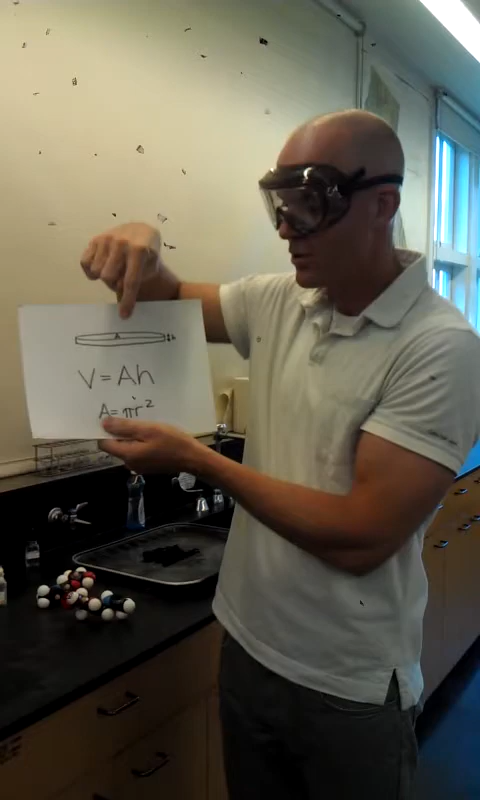 A h
V = Ah
A = πr²